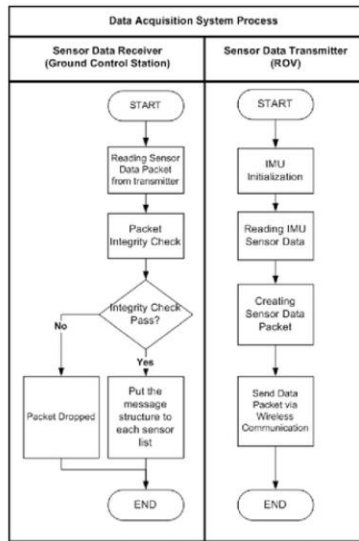 Data Acquisition System Process
Sensor Data Receiver
(Ground Control Station)
START
Reading Sensor
Data Packet
from transmitter
Packet
Integrity Check
Integrity Check
Pass?
No
Yes
Packet Dropped
Put the
message
structure to
each sensor
list
END
Sensor Data Transmitter
(ROV)
START
IMU
Initialization
Reading IMU
Sensor Data
Creating
Sensor Data
Packet
Send Data
Packet via
Wireless
Communication
END